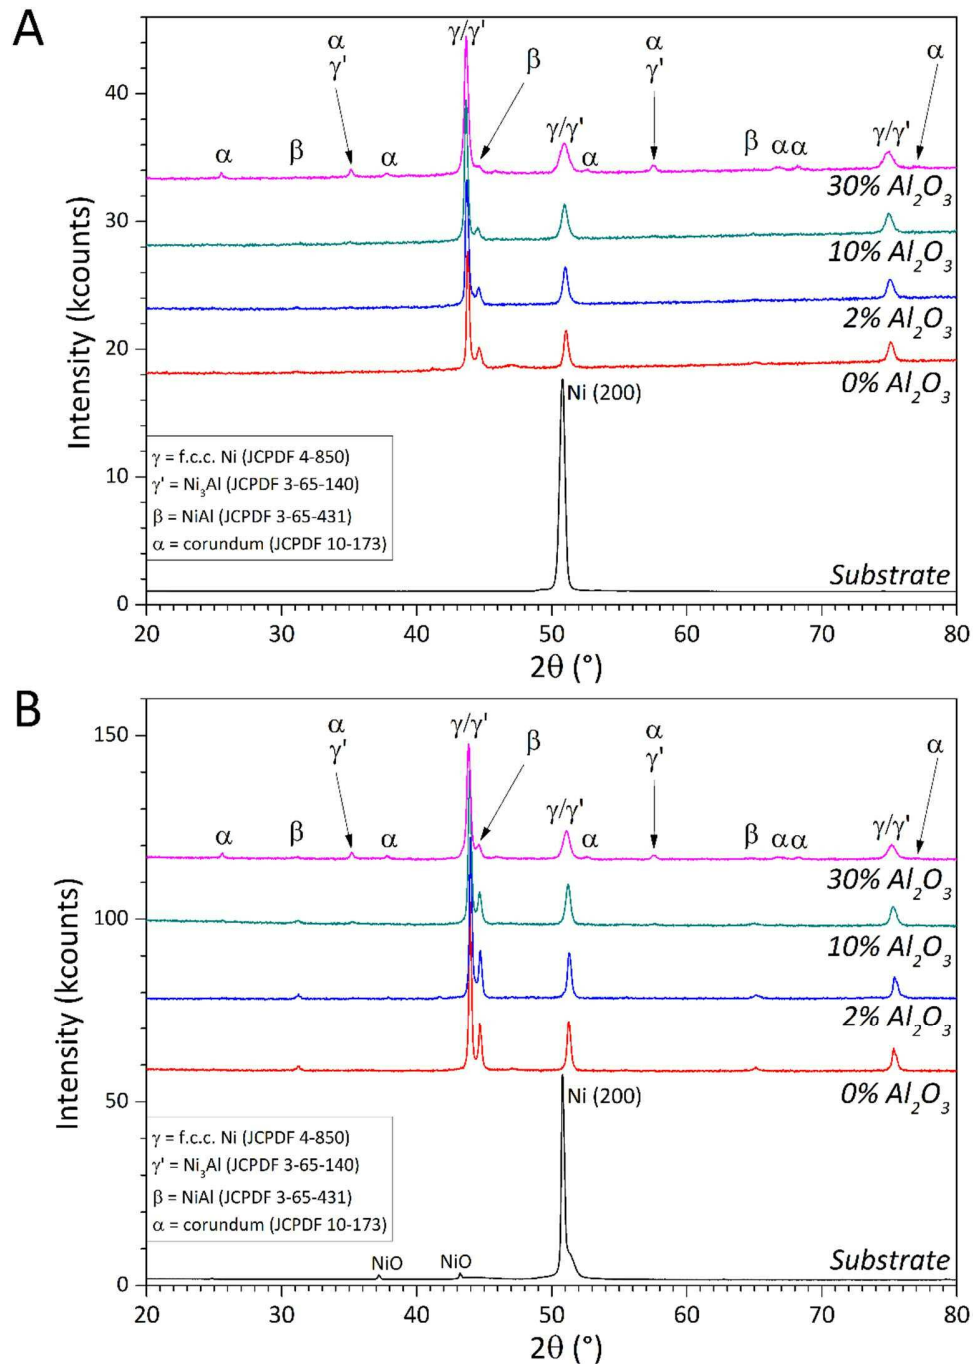 A
γ/γ'
α
γ'
β
α
γ'
α
γ/γ'
γ/γ'
α
β
α
α
β
α
α
30% Al₂O₃
10% Al₂O₃
2% Al₂O₃
0% Al₂O₃
Ni (200)
Substrate
γ = f.c.c. Ni (JCPDF 4-850)
γ' = Ni₃Al (JCPDF 3-65-140)
β = NiAl (JCPDF 3-65-431)
α = corundum (JCPDF 10-173)
Intensity (kcounts)
40
30
20
10
0
20 30 40 50 60 70 80
2θ (°)
B
γ/γ'
α
γ'
β
α
γ'
α
γ/γ'
γ/γ'
α
β
α
α
β
α
α
30% Al₂O₃
10% Al₂O₃
2% Al₂O₃
0% Al₂O₃
Ni (200)
NiO
NiO
Substrate
γ = f.c.c. Ni (JCPDF 4-850)
γ' = Ni₃Al (JCPDF 3-65-140)
β = NiAl (JCPDF 3-65-431)
α = corundum (JCPDF 10-173)
Intensity (kcounts)
150
100
50
0
20 30 40 50 60 70 80
2θ (°)